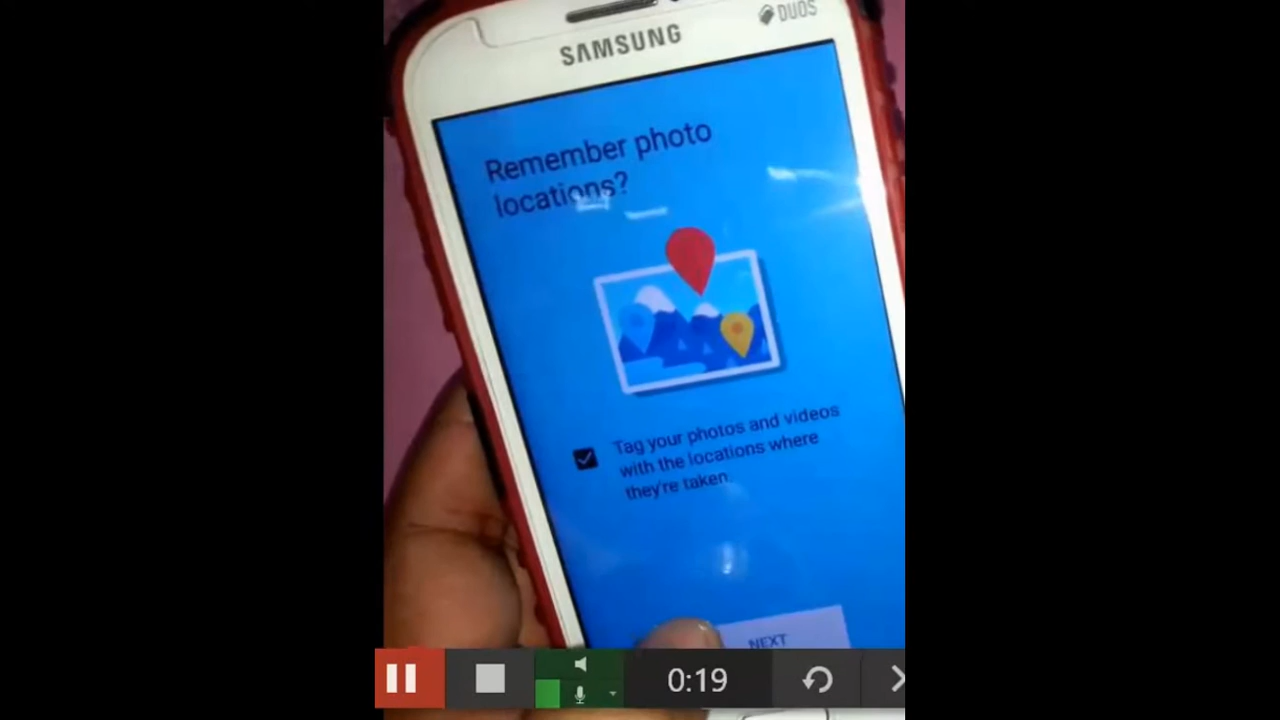 DUOS
SAMSUNG
Remember photo
locations?
Tag your photos and videos
with the locations where
they're taken.
NEXT
0:19